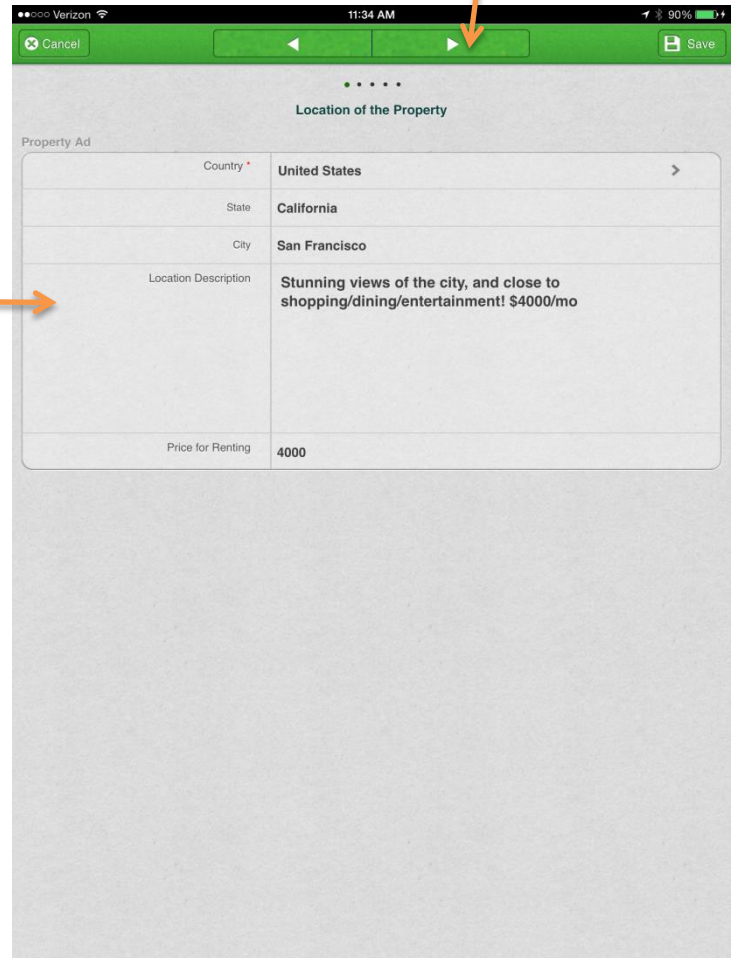 Verizon 11:34 AM 90%
Cancel Save
Location of the Property
Property Ad
Country * United States
State California
City San Francisco
Location Description Stunning views of the city, and close to
shopping/dining/entertainment! $4000/mo
Price for Renting 4000